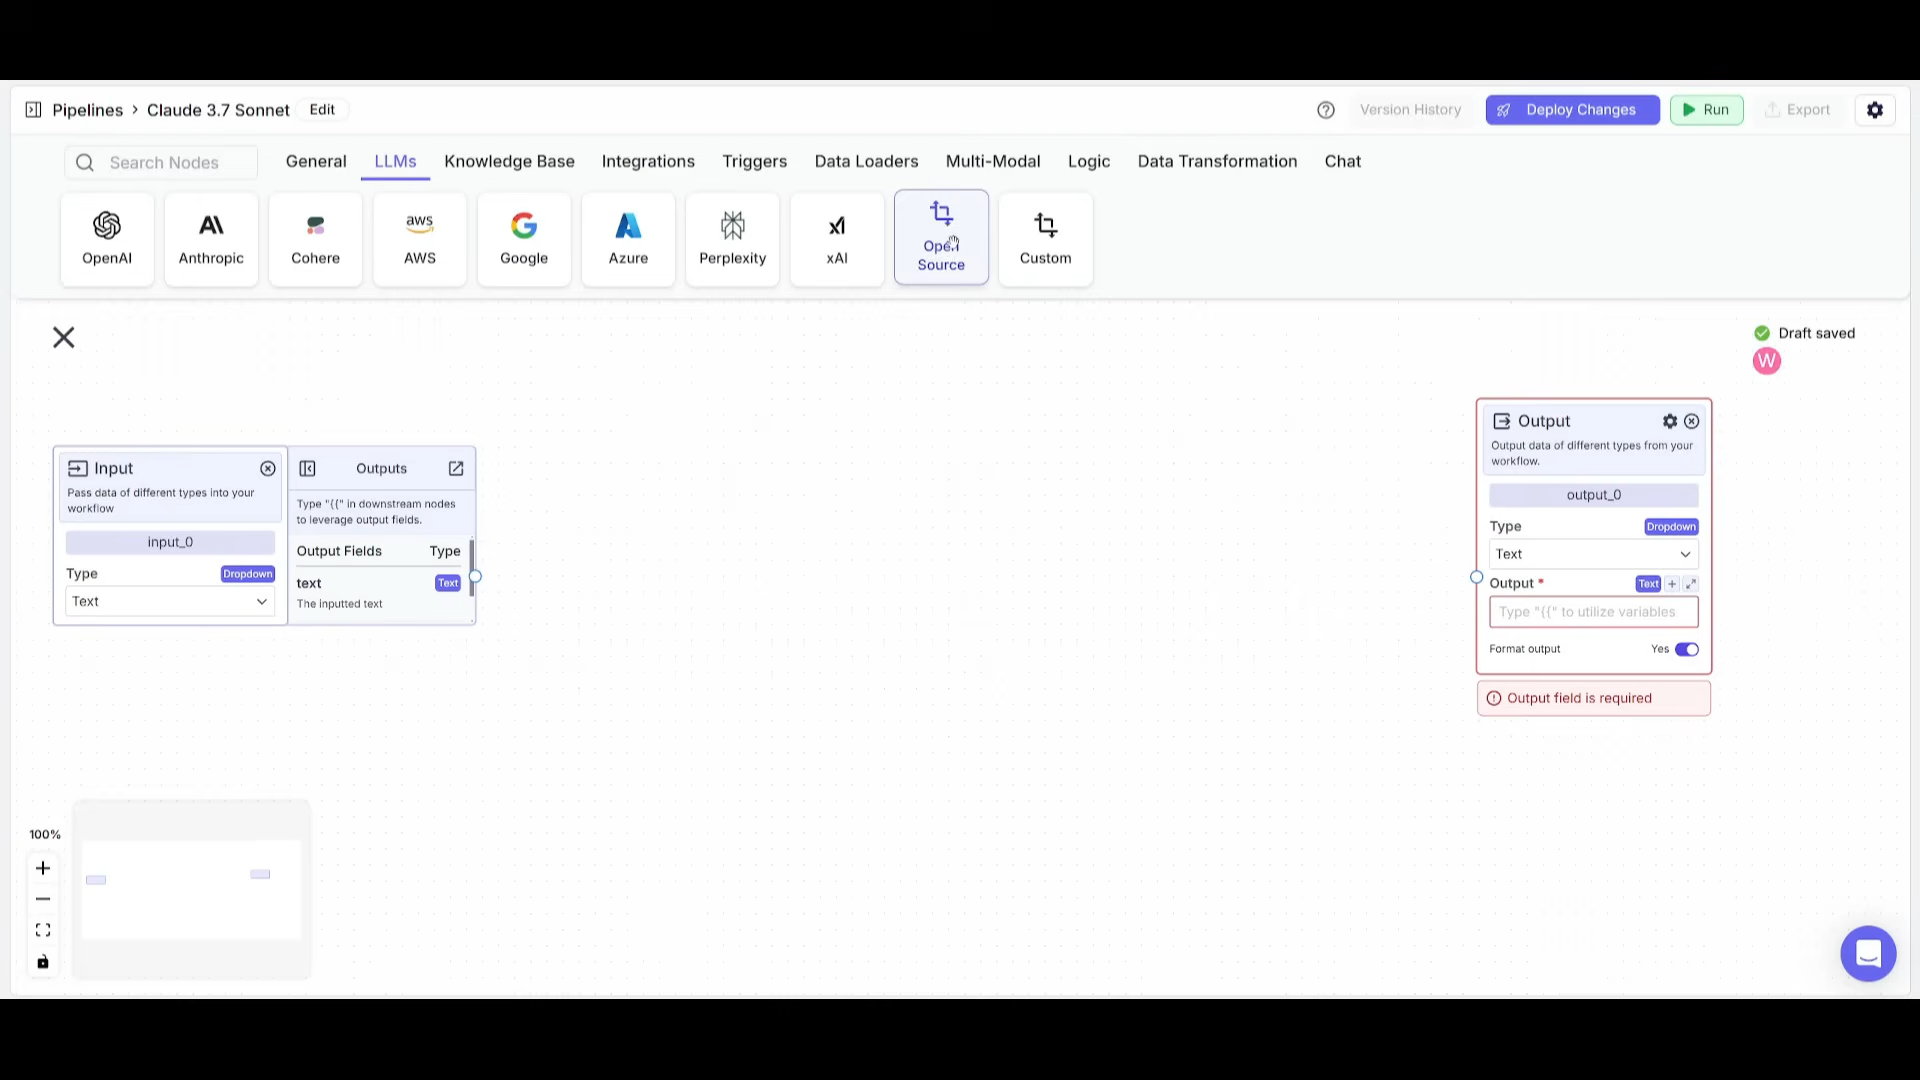 Pipelines > Claude 3.7 Sonnet Edit
Version History Deploy Changes Run Export
Search Nodes General LLMs Knowledge Base Integrations Triggers Data Loaders Multi-Modal Logic Data Transformation Chat
OpenAI
Anthropic
Cohere
aws
AWS
Google
Azure
Perplexity
xAI
Open
Source
Custom
Draft saved
W
Input
Pass data of different types into your
workflow
input_0
Type Dropdown
Text
Outputs
Type "{{" in downstream nodes
to leverage output fields.
Output Fields Type
text Text
The inputted text
Output
Output data of different types from your
workflow.
output_0
Type Dropdown
Text
Output * Text
Type "{{" to utilize variables
Format output Yes
Output field is required
100%